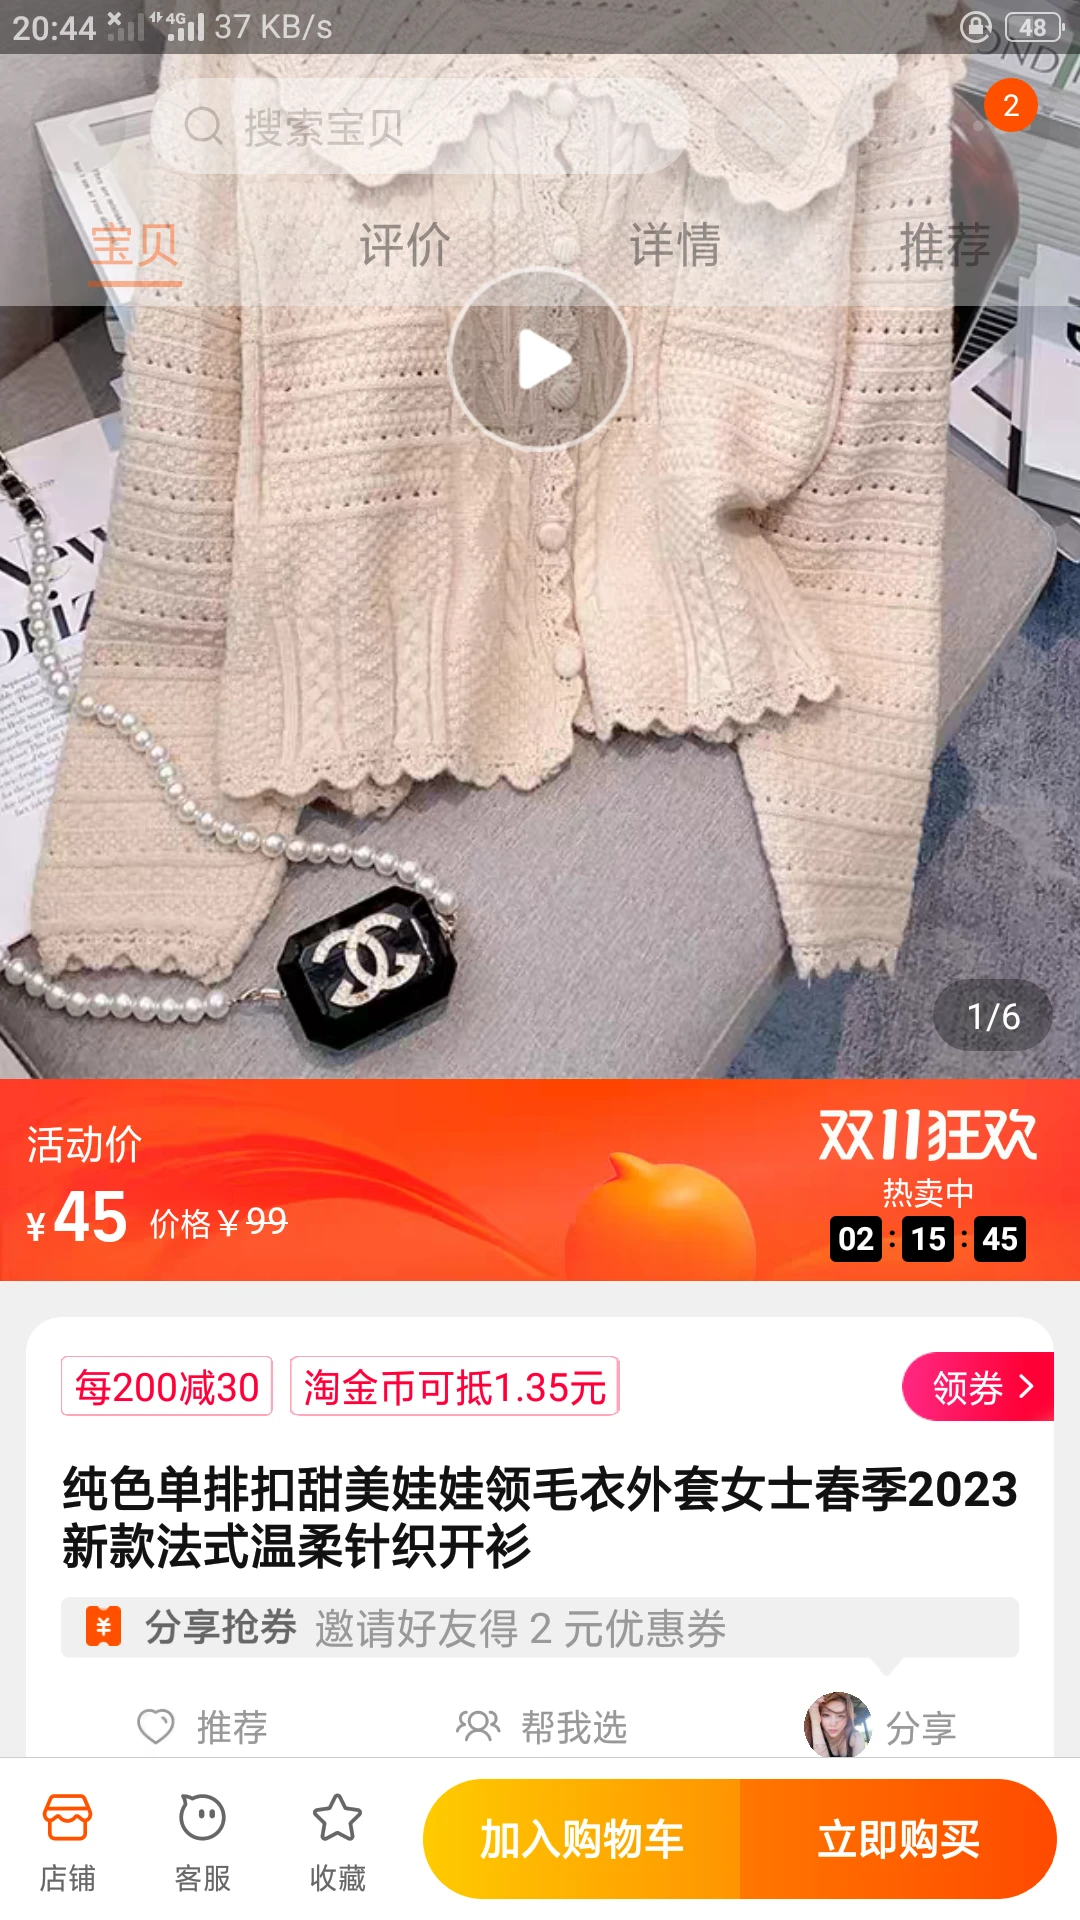 20:44 4G 37 KB/s 48
OND
搜索宝贝
2
宝贝 评价 详情 推荐
1/6
活动价
¥45 价格¥99
双11狂欢
热卖中
02:15:45
每200减30 淘金币可抵1.35元 领券
纯色单排扣甜美娃娃领毛衣外套女士春季2023
新款法式温柔针织开衫
分享抢券 邀请好友得 2 元优惠券
推荐 帮我选 分享
店铺 客服 收藏 加入购物车 立即购买